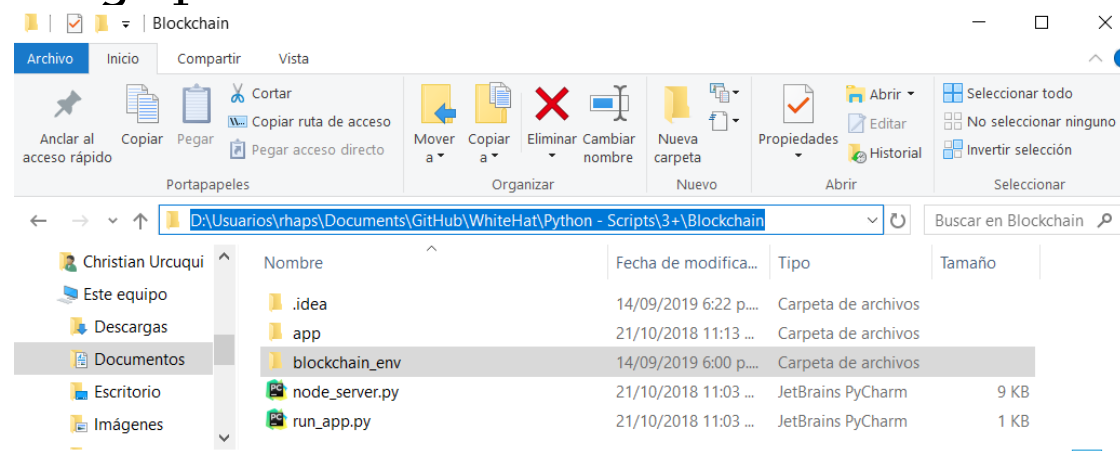 Blockchain
Archivo Inicio Compartir Vista
Anclar al acceso rápido
Copiar
Pegar
Cortar
Copiar ruta de acceso
Pegar acceso directo
Portapapeles
Mover a
Copiar a
Eliminar
Cambiar nombre
Organizar
Nueva carpeta
Nuevo
Propiedades
Abrir
Editar
Historial
Abrir
Seleccionar todo
No seleccionar ninguno
Invertir selección
Seleccionar
D:\Usuarios\rhaps\Documents\GitHub\WhiteHat\Python - Scripts\3+\Blockchain
Buscar en Blockchain
Christian Urcuqui
Este equipo
Descargas
Documentos
Escritorio
Imágenes
Nombre Fecha de modifica... Tipo Tamaño
.idea 14/09/2019 6:22 p.... Carpeta de archivos
app 21/10/2018 11:13 ... Carpeta de archivos
blockchain_env 14/09/2019 6:00 p.... Carpeta de archivos
node_server.py 21/10/2018 11:03 ... JetBrains PyCharm 9 KB
run_app.py 21/10/2018 11:03 ... JetBrains PyCharm 1 KB